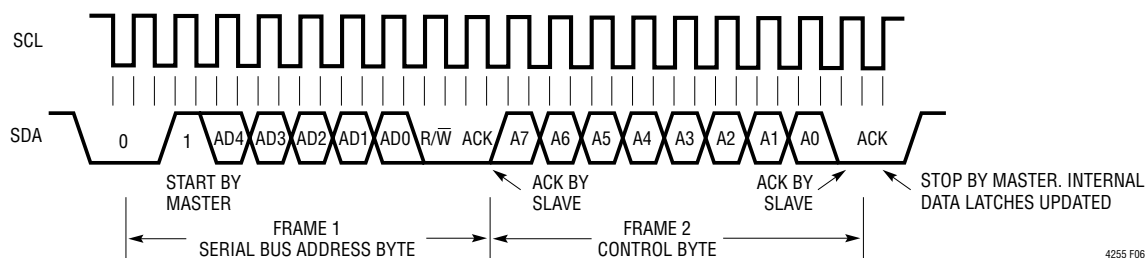 SCL
SDA
0 1 AD4 AD3 AD2 AD1 AD0 R/W̅ ACK A7 A6 A5 A4 A3 A2 A1 A0 ACK
START BY
MASTER
ACK BY
SLAVE
ACK BY
SLAVE
STOP BY MASTER. INTERNAL
DATA LATCHES UPDATED
FRAME 1
SERIAL BUS ADDRESS BYTE
FRAME 2
CONTROL BYTE
4255 F06